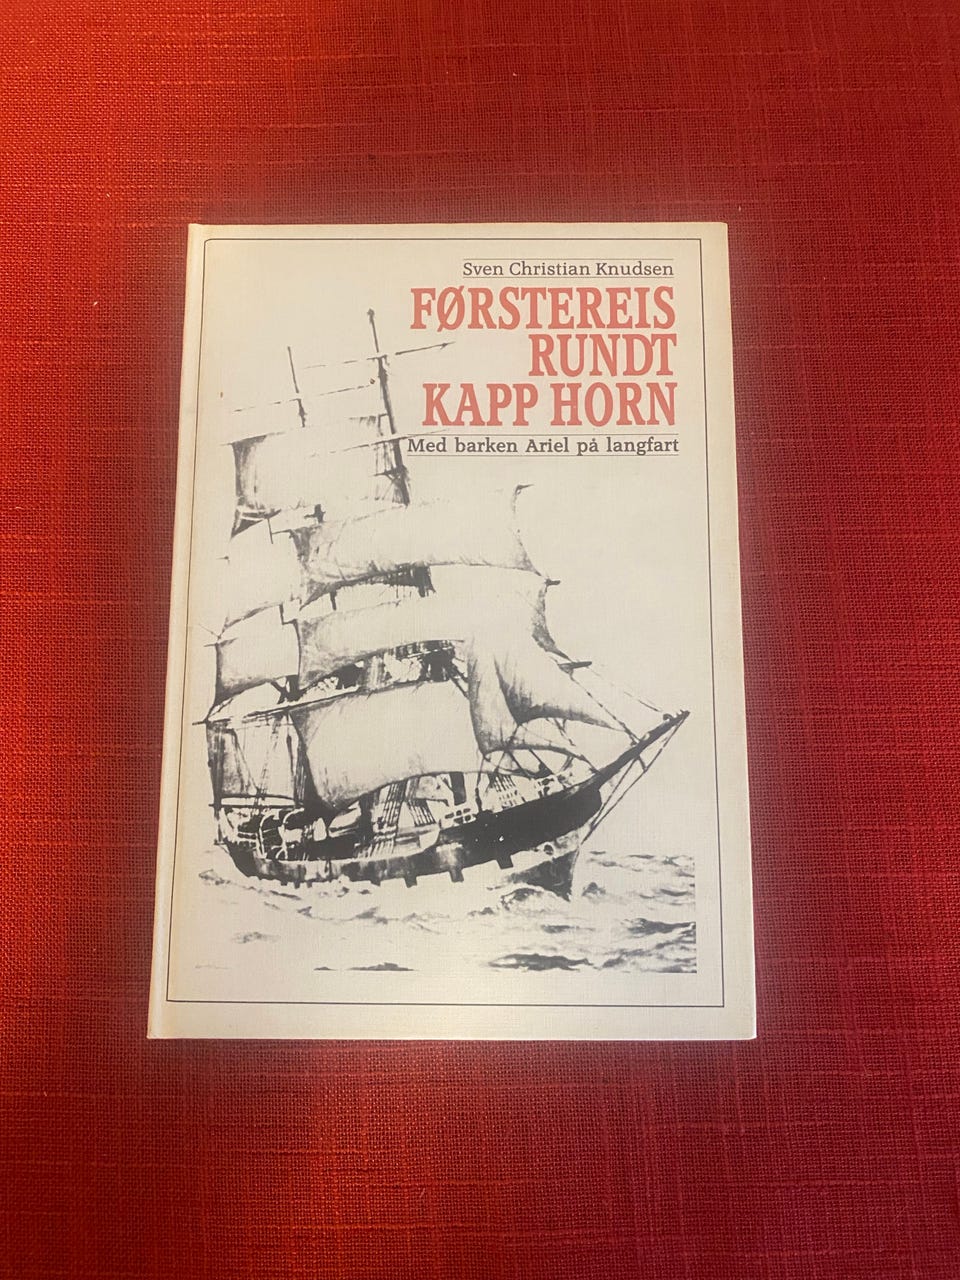 Sven Christian Knudsen
FØRSTEREIS
RUNDT
KAPP HORN
Med barken Ariel på langfart